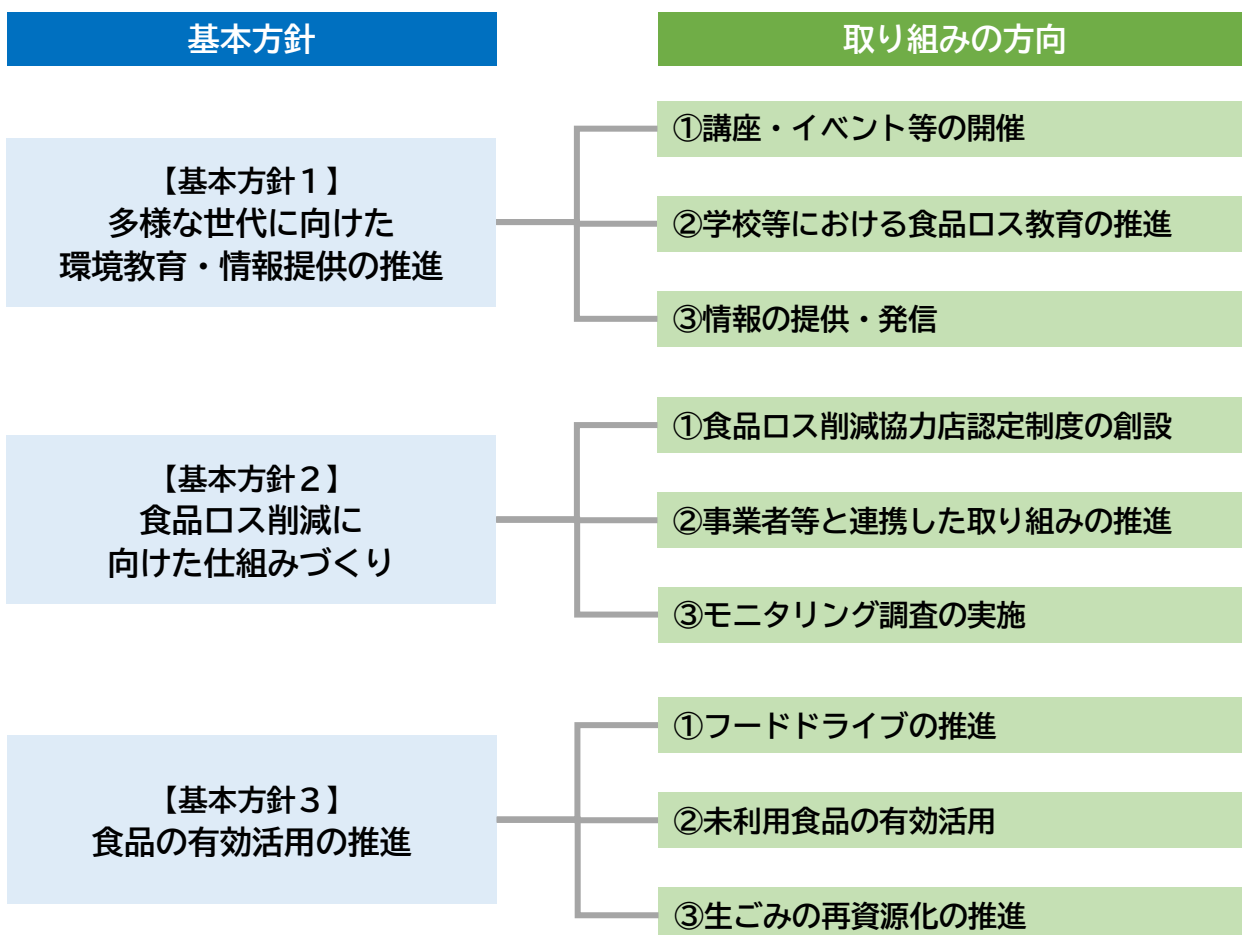 基本方針
取り組みの方向
【基本方針１】
多様な世代に向けた
環境教育・情報提供の推進
①講座・イベント等の開催
②学校等における食品ロス教育の推進
③情報の提供・発信
【基本方針２】
食品ロス削減に
向けた仕組みづくり
①食品ロス削減協力店認定制度の創設
②事業者等と連携した取り組みの推進
③モニタリング調査の実施
【基本方針３】
食品の有効活用の推進
①フードドライブの推進
②未利用食品の有効活用
③生ごみの再資源化の推進